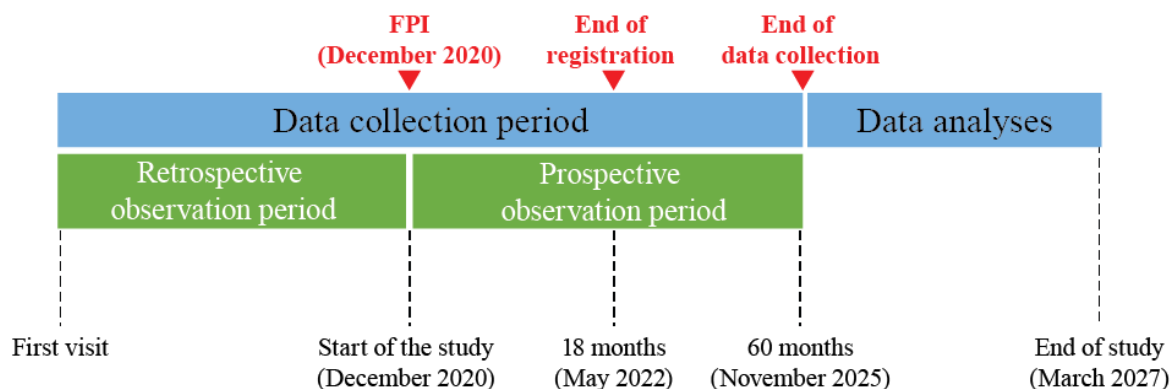 FPI
(December 2020)
End of
registration
End of
data collection
Data collection period
Data analyses
Retrospective
observation period
Prospective
observation period
First visit
Start of the study
(December 2020)
18 months
(May 2022)
60 months
(November 2025)
End of study
(March 2027)